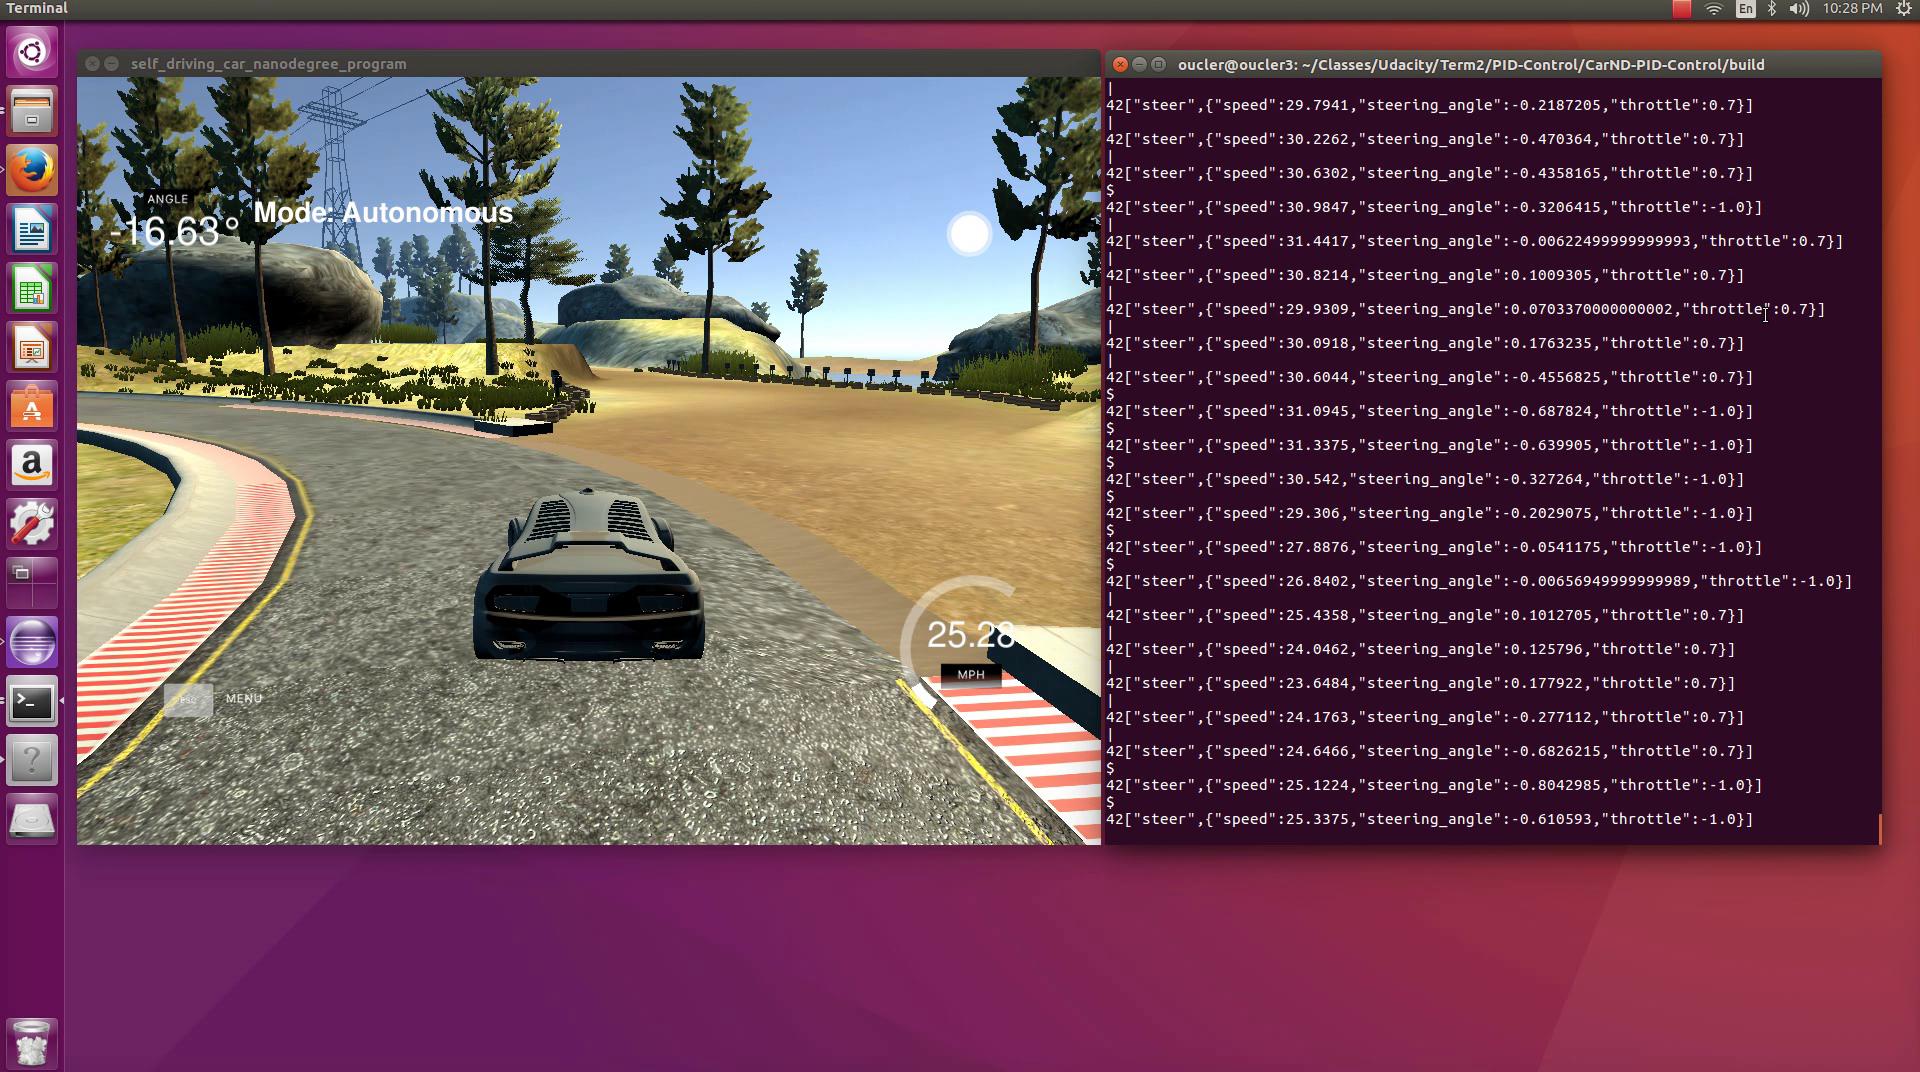 Terminal
En
10:28 PM
self_driving_car_nanodegree_program
ANGLE
-16.63°
Mode: Autonomous
25.28
MPH
MENU
a
oucler@oucler3: ~/Classes/Udacity/Term2/PID-Control/CarND-PID-Control/build
|
42["steer",{"speed":29.7941,"steering_angle":-0.2187205,"throttle":0.7}]
|
42["steer",{"speed":30.2262,"steering_angle":-0.470364,"throttle":0.7}]
|
42["steer",{"speed":30.6302,"steering_angle":-0.4358165,"throttle":0.7}]
$
42["steer",{"speed":30.9847,"steering_angle":-0.3206415,"throttle":-1.0}]
|
42["steer",{"speed":31.4417,"steering_angle":-0.00622499999999993,"throttle":0.7}]
|
42["steer",{"speed":30.8214,"steering_angle":0.1009305,"throttle":0.7}]
|
42["steer",{"speed":29.9309,"steering_angle":0.0703370000000002,"throttle":0.7}]
|
42["steer",{"speed":30.0918,"steering_angle":0.1763235,"throttle":0.7}]
|
42["steer",{"speed":30.6044,"steering_angle":-0.4556825,"throttle":0.7}]
$
42["steer",{"speed":31.0945,"steering_angle":-0.687824,"throttle":-1.0}]
$
42["steer",{"speed":31.3375,"steering_angle":-0.639905,"throttle":-1.0}]
$
42["steer",{"speed":30.542,"steering_angle":-0.327264,"throttle":-1.0}]
$
42["steer",{"speed":29.306,"steering_angle":-0.2029075,"throttle":-1.0}]
$
42["steer",{"speed":27.8876,"steering_angle":-0.0541175,"throttle":-1.0}]
$
42["steer",{"speed":26.8402,"steering_angle":-0.00656949999999989,"throttle":-1.0}]
|
42["steer",{"speed":25.4358,"steering_angle":0.1012705,"throttle":0.7}]
|
42["steer",{"speed":24.0462,"steering_angle":0.125796,"throttle":0.7}]
|
42["steer",{"speed":23.6484,"steering_angle":0.177922,"throttle":0.7}]
|
42["steer",{"speed":24.1763,"steering_angle":-0.277112,"throttle":0.7}]
|
42["steer",{"speed":24.6466,"steering_angle":-0.6826215,"throttle":0.7}]
$
42["steer",{"speed":25.1224,"steering_angle":-0.8042985,"throttle":-1.0}]
$
42["steer",{"speed":25.3375,"steering_angle":-0.610593,"throttle":-1.0}]